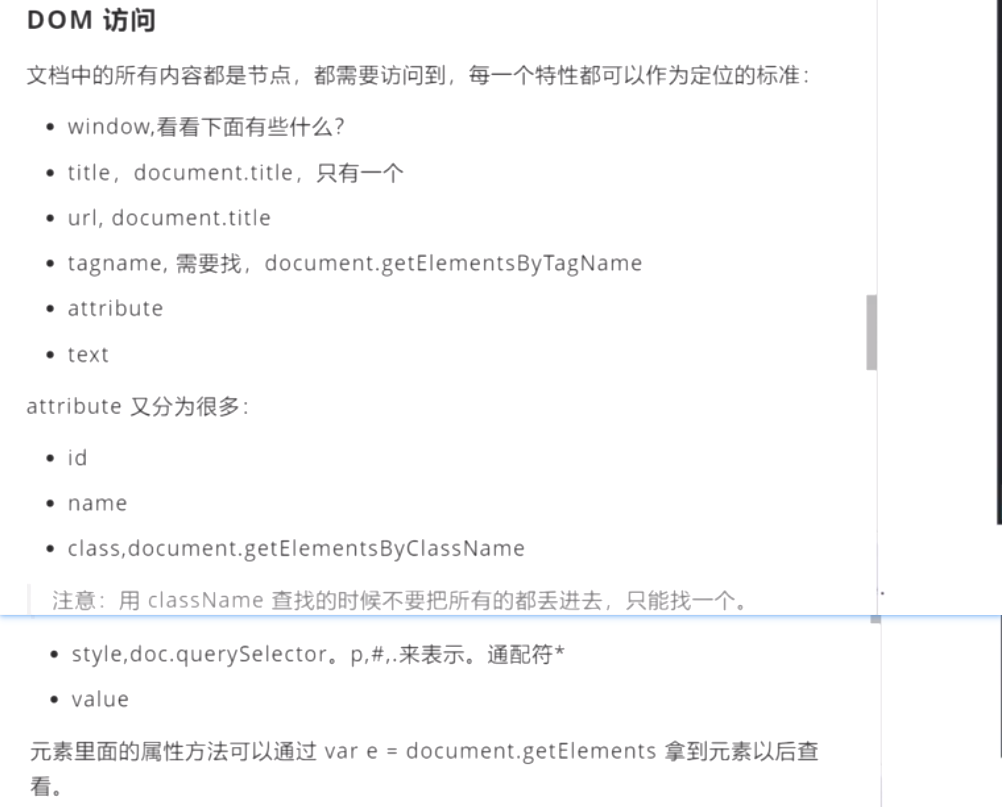 DOM 访问
文档中的所有内容都是节点，都需要访问到，每一个特性都可以作为定位的标准：
window,看看下面有些什么？
title，document.title，只有一个
url, document.title
tagname, 需要找，document.getElementsByTagName
attribute
text
attribute 又分为很多：
id
name
class,document.getElementsByClassName
注意：用 className 查找的时候不要把所有的都丢进去，只能找一个。
style,doc.querySelector。p,#,.来表示。通配符*
value
元素里面的属性方法可以通过 var e = document.getElements 拿到元素以后查
看。